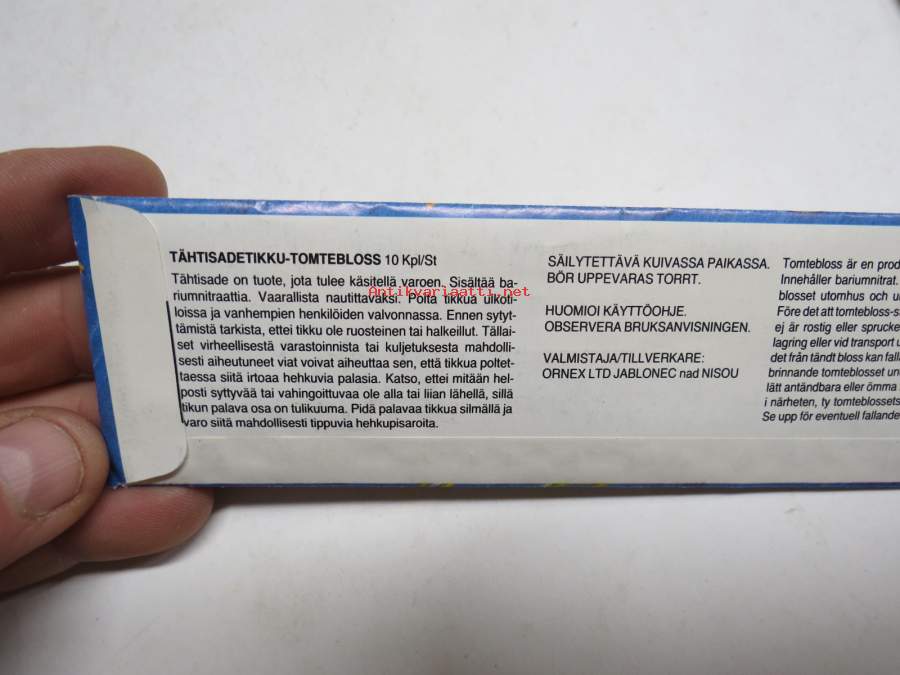 TÄHTISADETIKKU-TOMTEBLOSS 10 Kpl/St
Tähtisade on tuote, jota tulee käsitellä varoen. Sisältää ba-
riumnitraattia. Vaarallista nautittavaksi. Polta tikkua ulkoti-
loissa ja vanhempien henkilöiden valvonnassa. Ennen sytyt-
tämistä tarkista, ettei tikku ole ruosteinen tai halkeillut. Tällai-
set virheellisestä varastoinnista tai kuljetuksesta mahdolli-
sesti aiheutuneet viat voivat aiheuttaa sen, että tikkua poltet-
taessa siitä irtoaa hehkuvia palasia. Katso, ettei mitään hel-
posti syttyvää tai vahingoittuvaa ole alla tai liian lähellä, sillä
tikun palava osa on tulikuuma. Pidä palavaa tikkua silmällä ja
varo siitä mahdollisesti tippuvia hehkupisaroita.
Antikvariaatti.net
SÄILYTETTÄVÄ KUIVASSA PAIKASSA.
BÖR UPPEVARAS TORRT.
HUOMIOI KÄYTTÖOHJE.
OBSERVERA BRUKSANVISNINGEN.
VALMISTAJA/TILLVERKARE:
ORNEX LTD JABLONEC nad NISOU
Tomtebloss är en prod
Innehåller bariumnitrat.
blosset utomhus och u
Före det att tomtebloss-s
ej är rostig eller sprucke
lagring eller vid transport u
det från tändt bloss kan falla
brinnande tomteblosset und
lätt antändbara eller ömma
i närheten, ty tomteblossets
Se upp för eventuell fallande